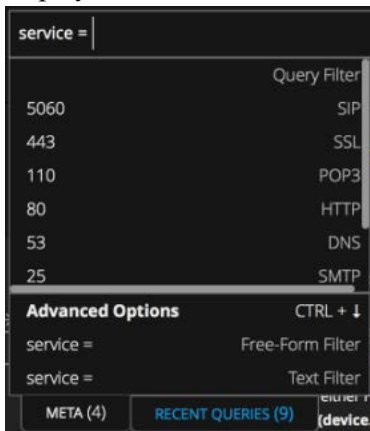 service =
Query Filter
5060 SIP
443 SSL
110 POP3
80 HTTP
53 DNS
25 SMTP
Advanced Options CTRL + ↓
service = Free-Form Filter
service = Text Filter
META (4) RECENT QUERIES (9)
(device.